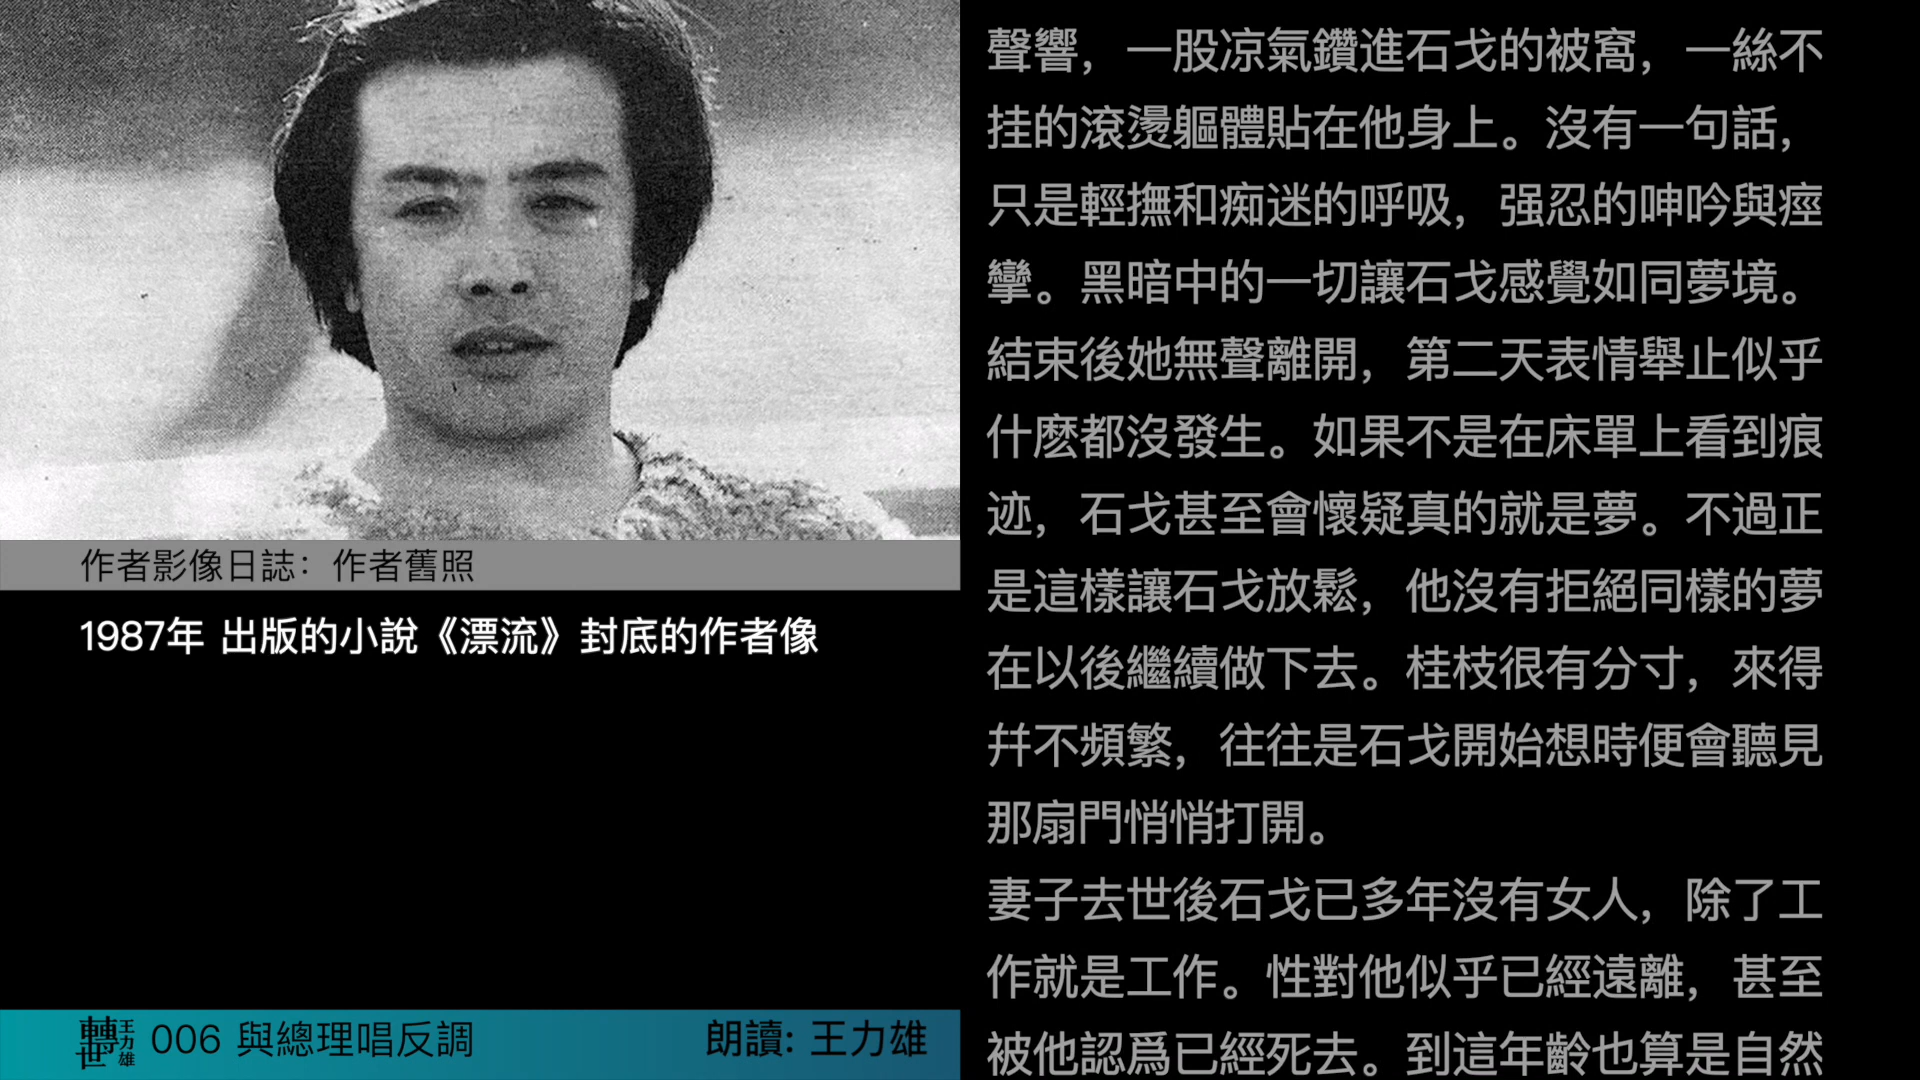 作者影像日誌：作者舊照
1987年 出版的小說《漂流》封底的作者像
轉世
王力雄
006 與總理唱反調
朗讀: 王力雄
聲響，一股凉氣鑽進石戈的被窩，一絲不
挂的滾燙軀體貼在他身上。沒有一句話，
只是輕撫和痴迷的呼吸，强忍的呻吟與痙
攣。黑暗中的一切讓石戈感覺如同夢境。
結束後她無聲離開，第二天表情舉止似乎
什麽都沒發生。如果不是在床單上看到痕
迹，石戈甚至會懷疑真的就是夢。不過正
是這樣讓石戈放鬆，他沒有拒絕同樣的夢
在以後繼續做下去。桂枝很有分寸，來得
幷不頻繁，往往是石戈開始想時便會聽見
那扇門悄悄打開。
妻子去世後石戈已多年沒有女人，除了工
作就是工作。性對他似乎已經遠離，甚至
被他認爲已經死去。到這年齡也算是自然